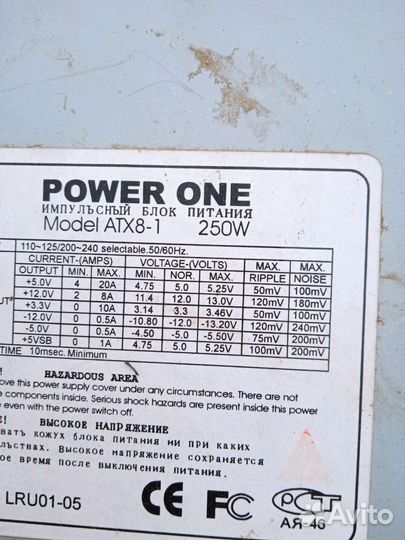 POWER ONE
ИМПУЛЬСНЫЙ БЛОК ПИТАНИЯ
Model ATX8-1 250W
110~125/200~240 selectable.50/60Hz.
CURRENT-(AMPS) VOLTAGE-(VOLTS) MAX. MAX.
OUTPUT MIN. MAX. MIN. NOR. MAX. RIPPLE NOISE
+5.0V 4 20A 4.75 5.0 5.25V 50mV 100mV
+12.0V 2 8A 11.4 12.0 13.0V 120mV 180mV
+3.3V 0 10A 3.14 3.3 3.46V 50mV 100mV
-12.0V 0 0.5A -10.80 -12.0 -13.20V 120mV 240mV
-5.0V 0 0.5A -4.50 -5.0 -5.50V 75mV 200mV
+5VSB 0 1A 4.75 5.0 5.25V 100mV 200mV
TIME 10msec. Minimum
HAZARDOUS AREA
ove this power supply cover under any circumstances. There are no
e components inside. Serious shock hazards are present inside this power
e even with the power switch off.
Е! ВЫСОКОЕ НАПРЯЖЕНИЕ
вать кожух блока питания ни при каких
льствах. Высокое напряжение сохраняется
ое время после выключения питания.
LRU01-05 CE FC РСТ
АЯ-46
Avito